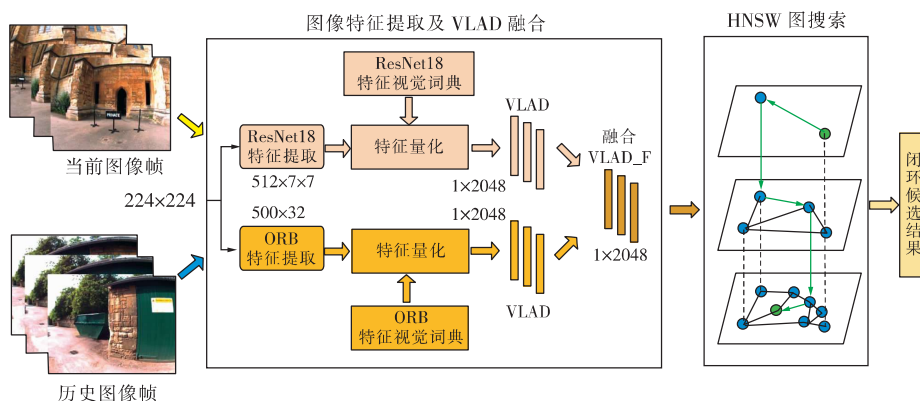 图像特征提取及 VLAD 融合
HNSW 图搜索
ResNet18
特征视觉词典
VLAD
PRIVATE
当前图像帧
ResNet18
特征提取
特征量化
融合
VLAD_F
512×7×7
1×2048
224×224
500×32
1×2048
ORB
特征提取
特征量化
1×2048
VLAD
ORB
特征视觉词典
历史图像帧
闭
环
候
选
结
果